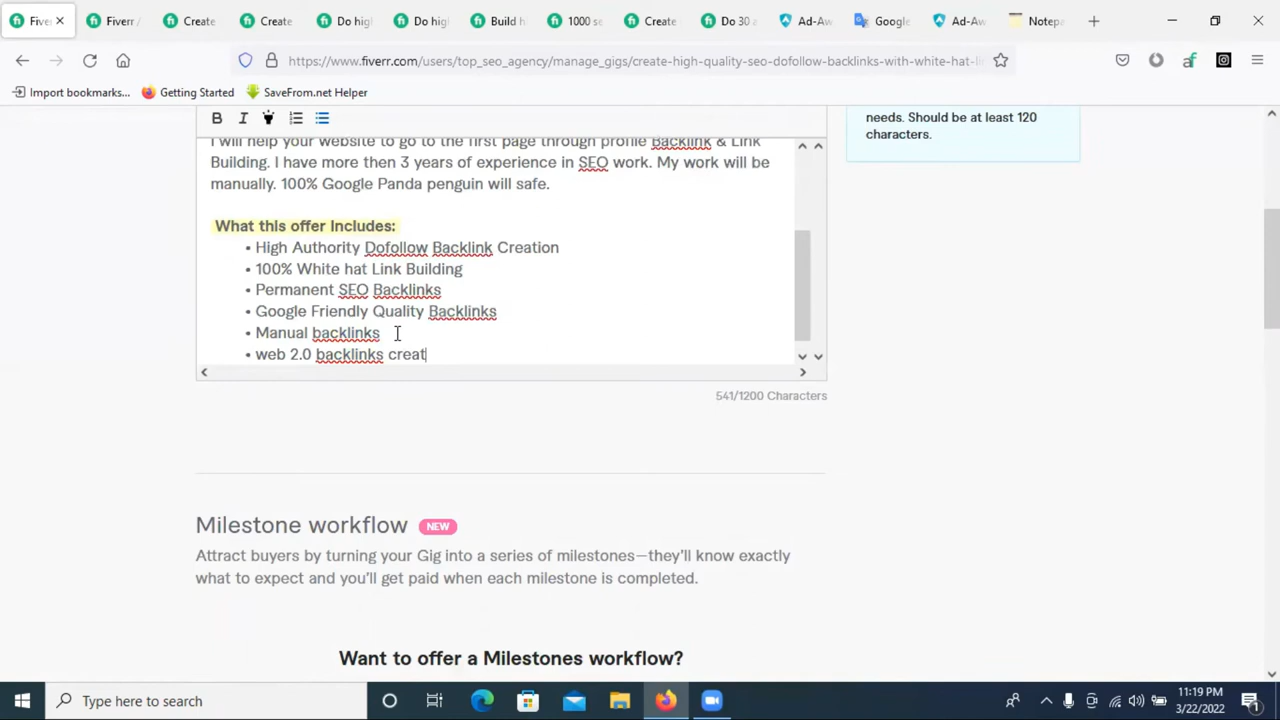 Fiverr
Fiverr /
Create
Create
Do hig
Do hig
Build h
1000 se
Create
Do 30 a
Ad-Aw
Google
Ad-Aw
Notepa
https://www.fiverr.com/users/top_seo_agency/manage_gigs/create-high-quality-seo-dofollow-backlinks-with-white-hat-li
Import bookmarks...
Getting Started
SaveFrom.net Helper
B I
needs. Should be at least 120
characters.
I will help your website to go to the first page through profile Backlink & Link
Building. I have more then 3 years of experience in SEO work. My work will be
manually. 100% Google Panda penguin will safe.
What this offer Includes:
• High Authority Dofollow Backlink Creation
• 100% White hat Link Building
• Permanent SEO Backlinks
• Google Friendly Quality Backlinks
• Manual backlinks
• web 2.0 backlinks creat
541/1200 Characters
Milestone workflow NEW
Attract buyers by turning your Gig into a series of milestones—they'll know exactly
what to expect and you'll get paid when each milestone is completed.
Want to offer a Milestones workflow?
Type here to search
11:19 PM
3/22/2022
1